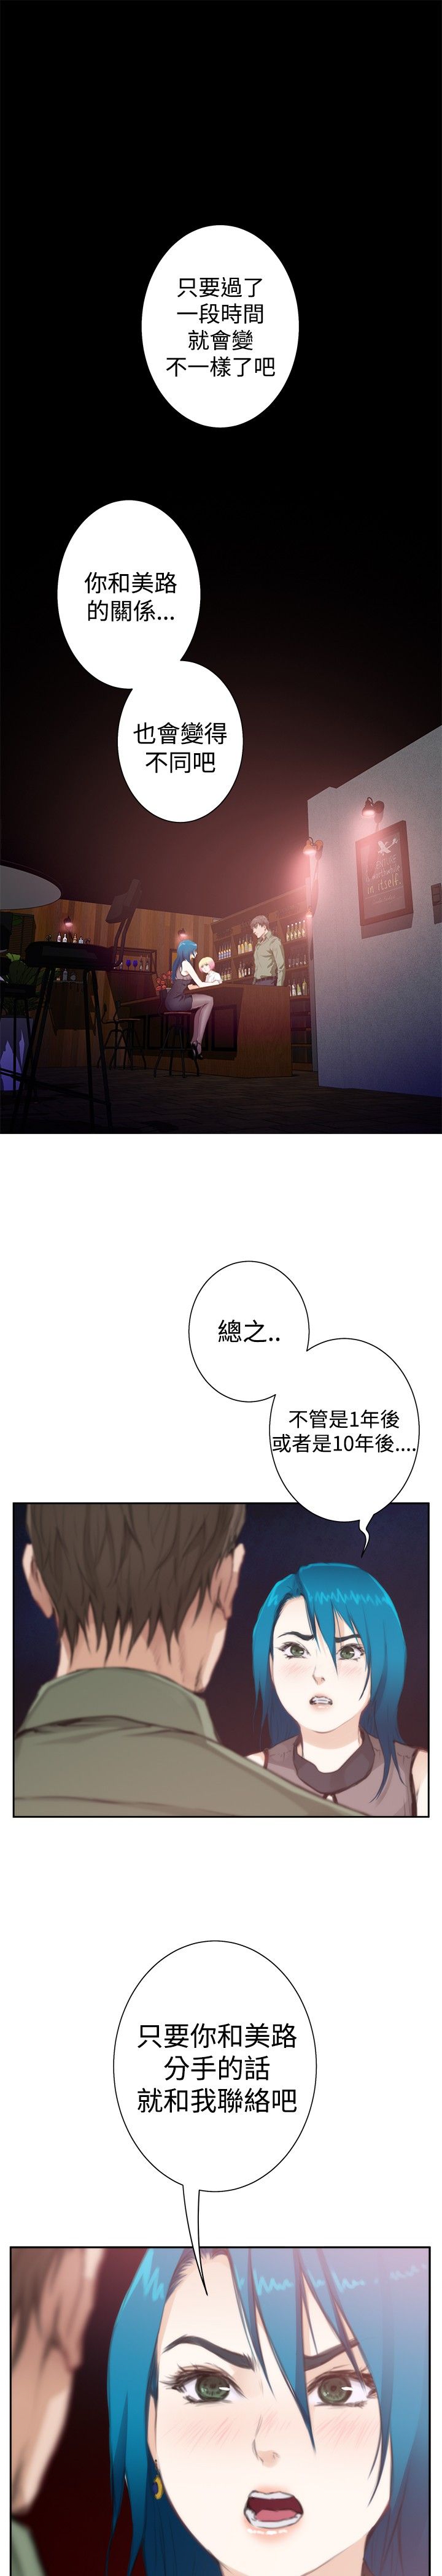 只要過了
一段時間
就會變
不一樣了吧
你和美路
的關係...
也會變得
不同吧
in itself.
總之..
不管是1年後
或者是10年後....
只要你和美路
分手的話
就和我聯絡吧